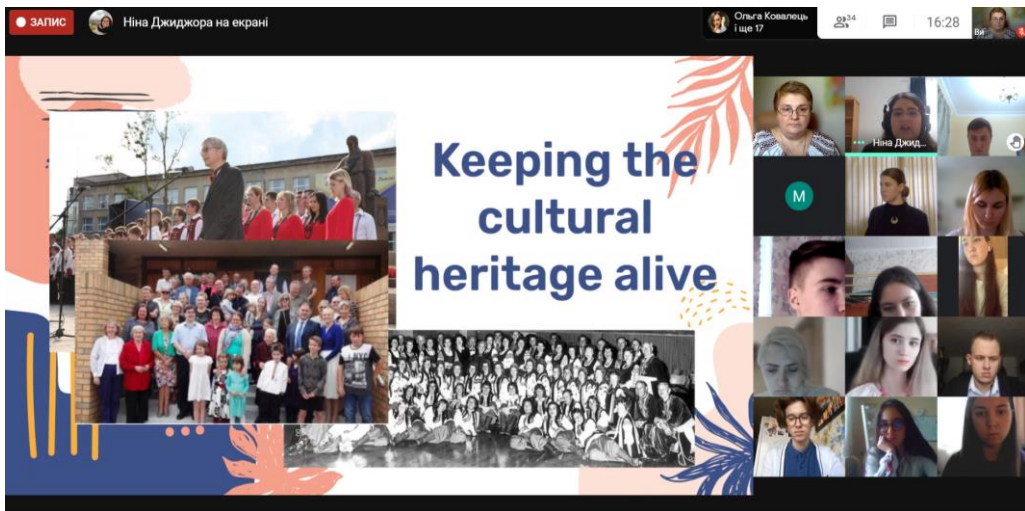 ЗАПИС
Ніна Джиджора на екрані
Ольга Ковалець
і ще 17
34
16:28
Ви
Keeping the
cultural
heritage alive
Ніна Джид...
М